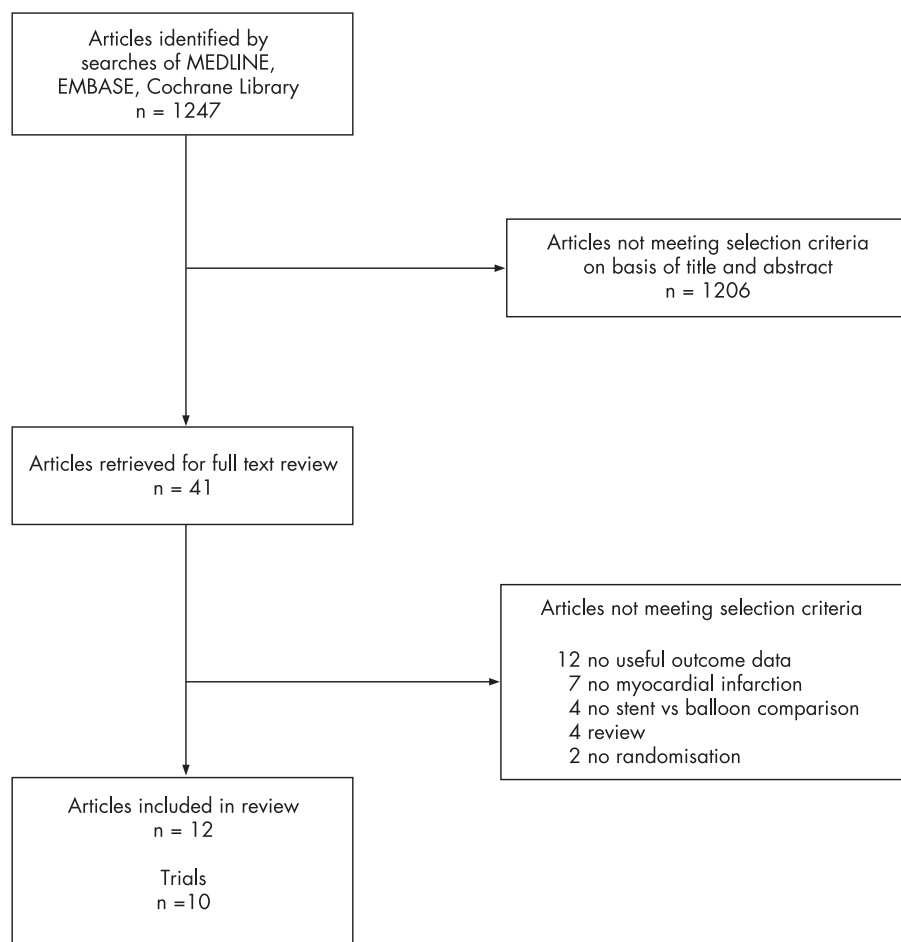 Articles identified by
searches of MEDLINE,
EMBASE, Cochrane Library
n = 1247
Articles not meeting selection criteria
on basis of title and abstract
n = 1206
Articles retrieved for full text review
n = 41
Articles not meeting selection criteria
12 no useful outcome data
7 no myocardial infarction
4 no stent vs balloon comparison
4 review
2 no randomisation
Articles included in review
n = 12
Trials
n =10